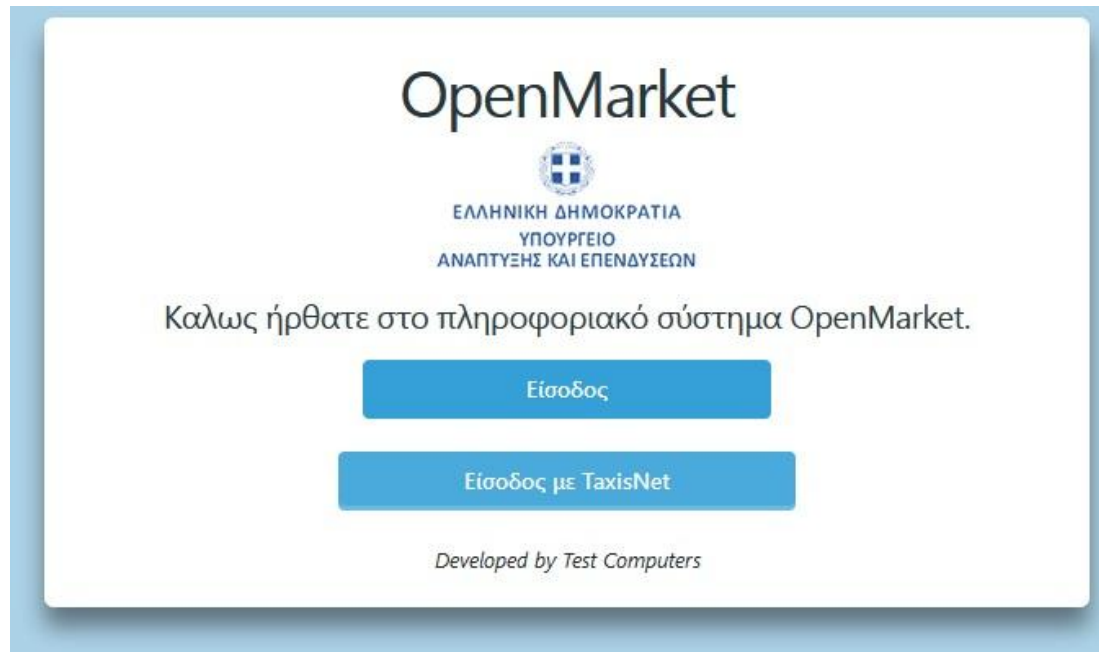 OpenMarket
ΕΛΛΗΝΙΚΗ ΔΗΜΟΚΡΑΤΙΑ
ΥΠΟΥΡΓΕΙΟ
ΑΝΑΠΤΥΞΗΣ ΚΑΙ ΕΠΕΝΔΥΣΕΩΝ
Καλως ήρθατε στο πληροφοριακό σύστημα OpenMarket.
Είσοδος
Είσοδος με TaxisNet
Developed by Test Computers